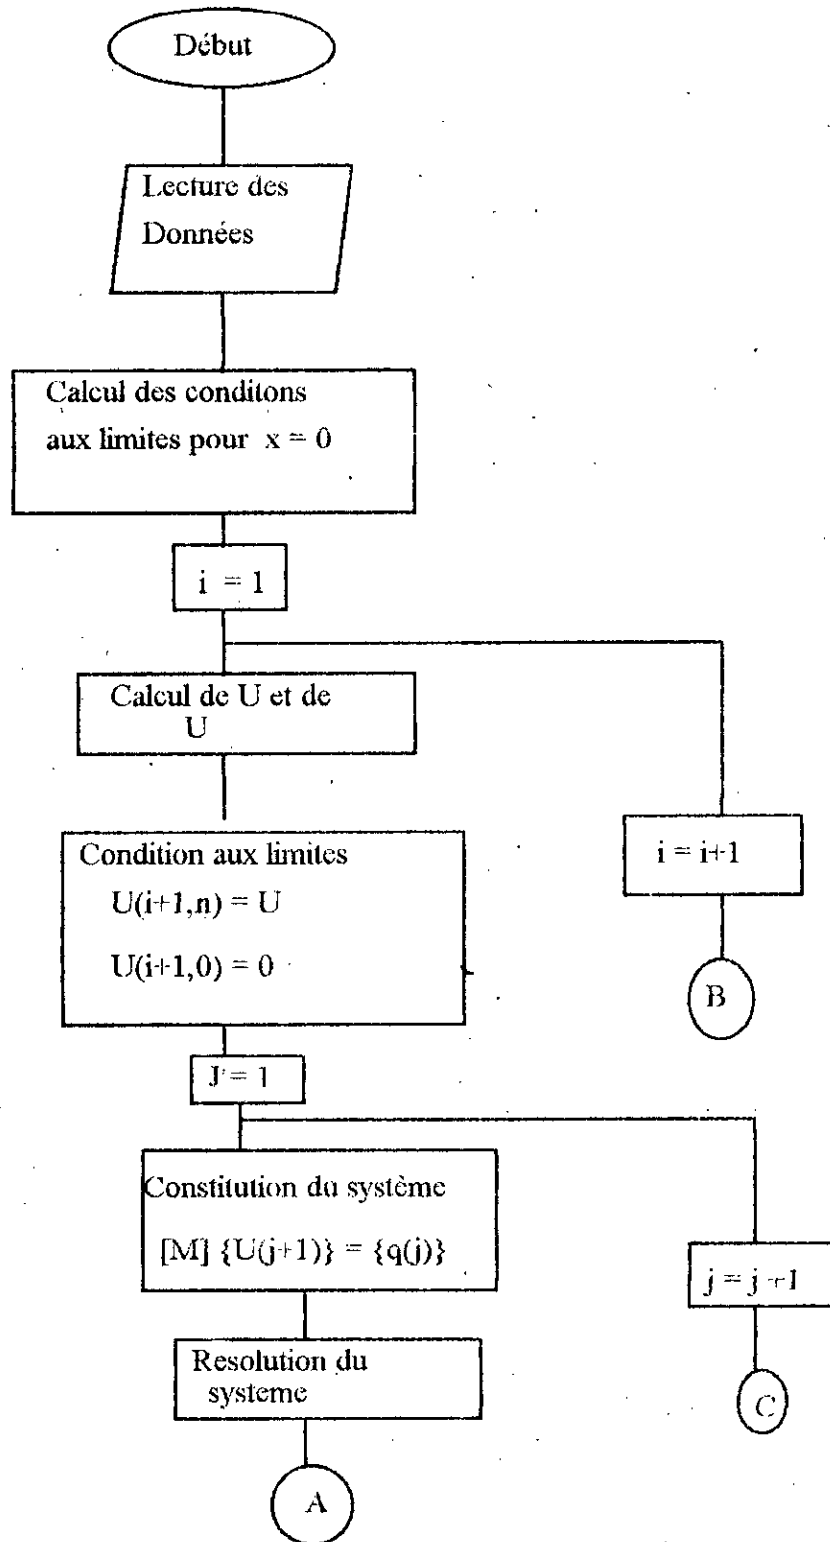 Début
Lecture des
Données
Calcul des conditons
aux limites pour x = 0
i = 1
Calcul de U et de
U
Condition aux limites
U(i+1,n) = U
U(i+1,0) = 0
i = i+1
B
J = 1
Constitution du système
[M] {U(j+1)} = {q(j)}
j = j +1
Resolution du
systeme
C
A